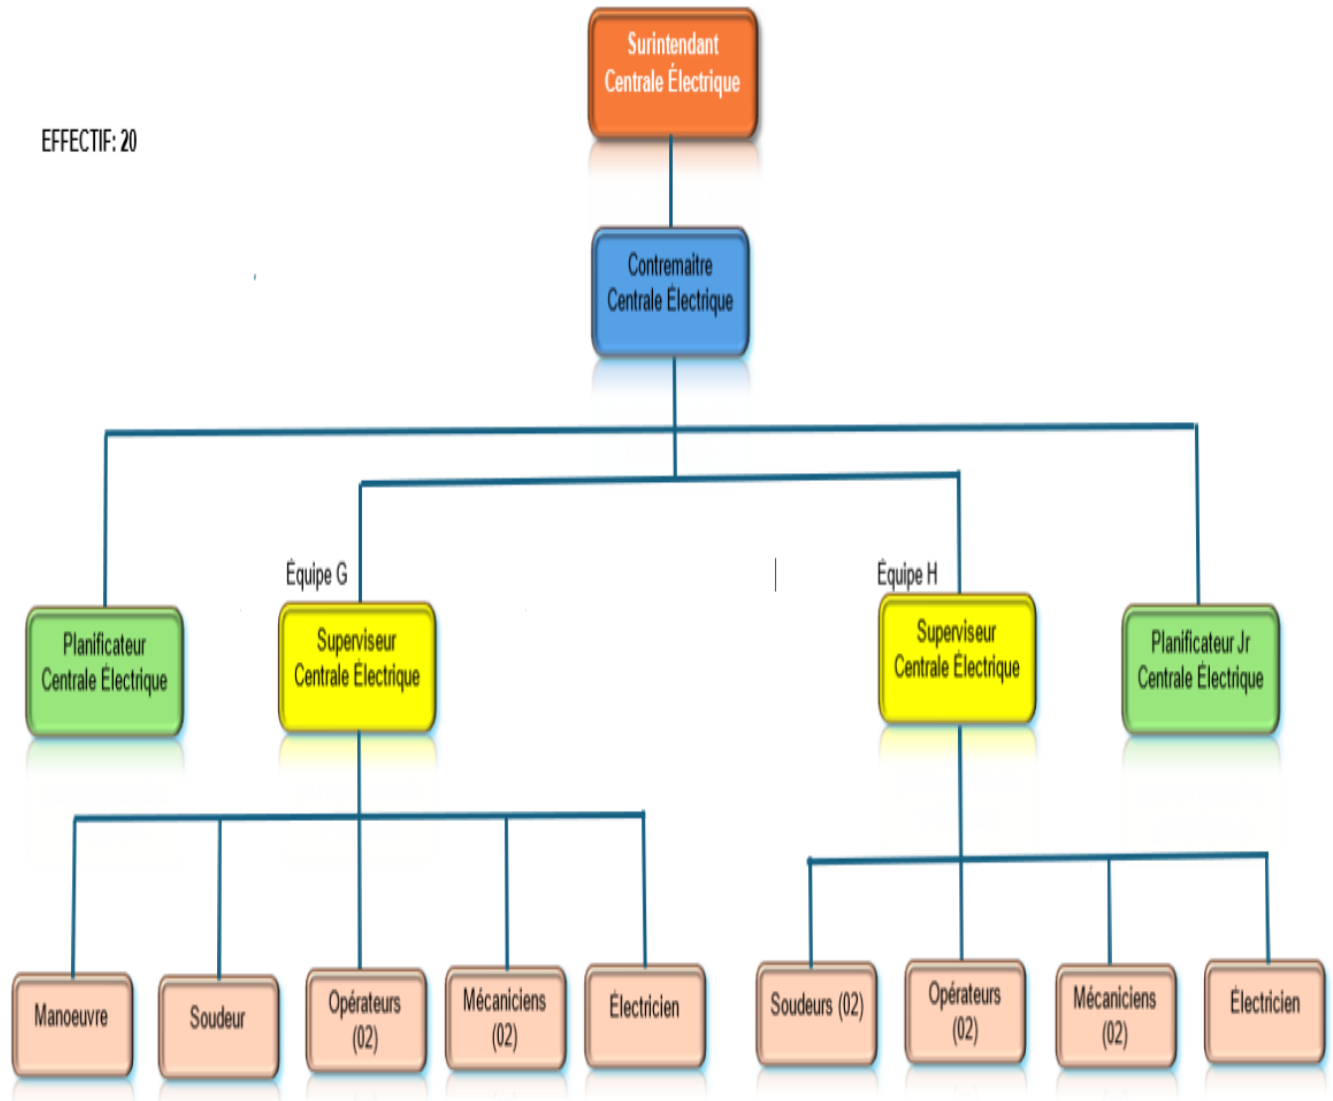 Surintendant
Centrale Électrique
EFFECTIF: 20
Contremaitre
Centrale Électrique
Équipe G
Équipe H
Planificateur
Centrale Électrique
Superviseur
Centrale Électrique
Superviseur
Centrale Électrique
Planificateur Jr
Centrale Électrique
Manoeuvre
Soudeur
Opérateurs
(02)
Mécaniciens
(02)
Électricien
Soudeurs (02)
Opérateurs
(02)
Mécaniciens
(02)
Électricien